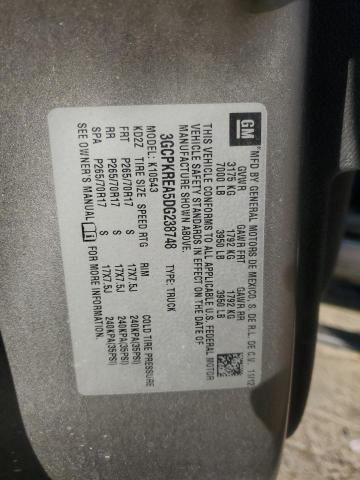 GM MFD BY GENERAL MOTORS DE MEXICO, S DE R.L. DE C.V. 11/12
GVWR GAWR FRT GAWR RR
3175 KG 1792 KG 1792 KG
7000 LB 3950 LB 3950 LB
THIS VEHICLE CONFORMS TO ALL APPLICABLE U.S. FEDERAL MOTOR
VEHICLE SAFETY STANDARDS IN EFFECT ON THE DATE OF
MANUFACTURE SHOWN ABOVE.
3GCPKREA5DG238748 TYPE: TRUCK
MODEL: K10543
KDZZ TIRE SIZE SPEED RTG RIM COLD TIRE PRESSURE
FRT P265/70R17 S 17X7.5J 240KPA(35PSI)
RR P265/70R17 S 17X7.5J 240KPA(35PSI)
SPA P265/70R17 S 17X7.5J 240KPA(35PSI)
SEE OWNER'S MANUAL FOR MORE INFORMATION